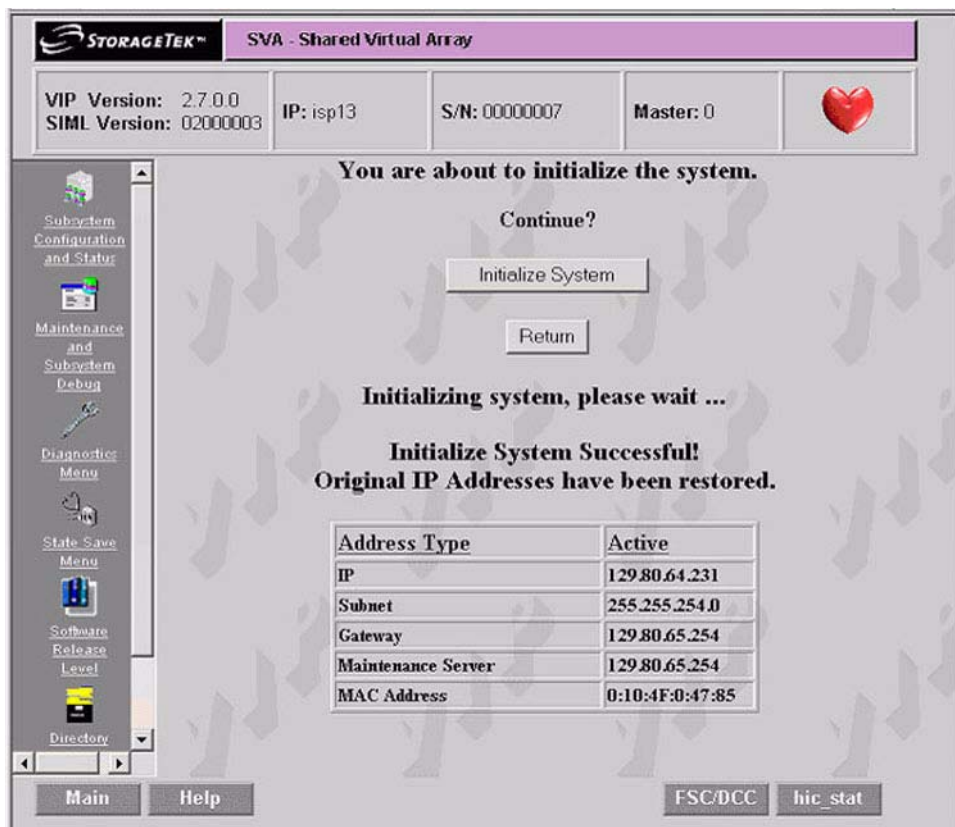 STORAGETEK™
SVA - Shared Virtual Array
VIP Version: 2.7.0.0
SIML Version: 02000003
IP: isp13
S/N: 00000007
Master: 0
Subsystem
Configuration
and Status
Maintenance
and
Subsystem
Debug
Diagnostics
Menu
State Save
Menu
Software
Release
Level
Directory
You are about to initialize the system.
Continue?
Initialize System
Return
Initializing system, please wait ...
Initialize System Successful!
Original IP Addresses have been restored.
Address Type Active
IP 129.80.64.231
Subnet 255.255.254.0
Gateway 129.80.65.254
Maintenance Server 129.80.65.254
MAC Address 0:10:4F:0:47:85
Main Help FSC/DCC hic_stat